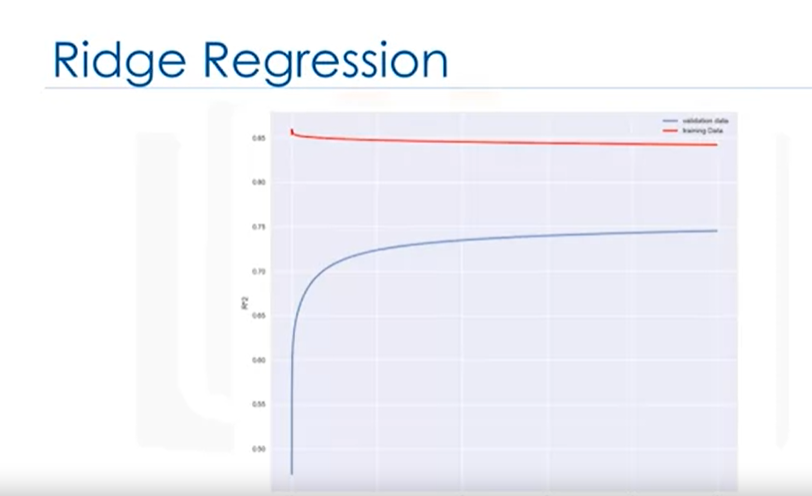 Ridge Regression
validation data
training Data
0.85
0.80
0.75
0.70
R^2
0.65
0.60
0.55
0.50